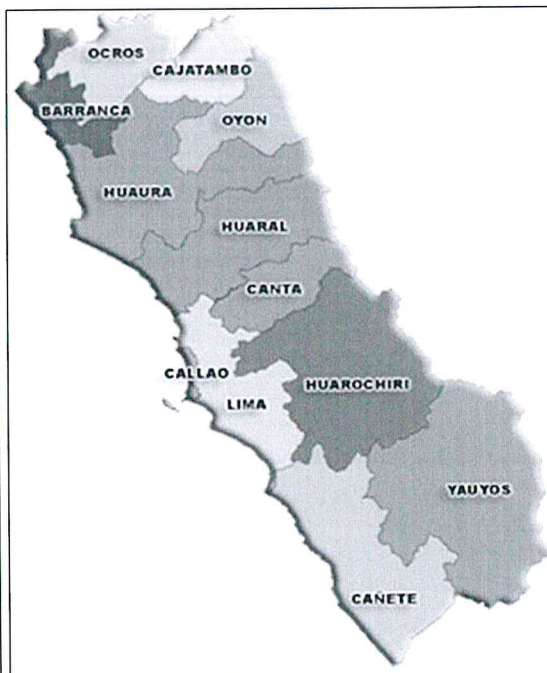 OCROS
CAJATAMBO
BARRANCA
OYON
HUAURA
HUARAL
CANTA
CALLAO
HUAROCHIRI
LIMA
YAUYOS
CAÑETE